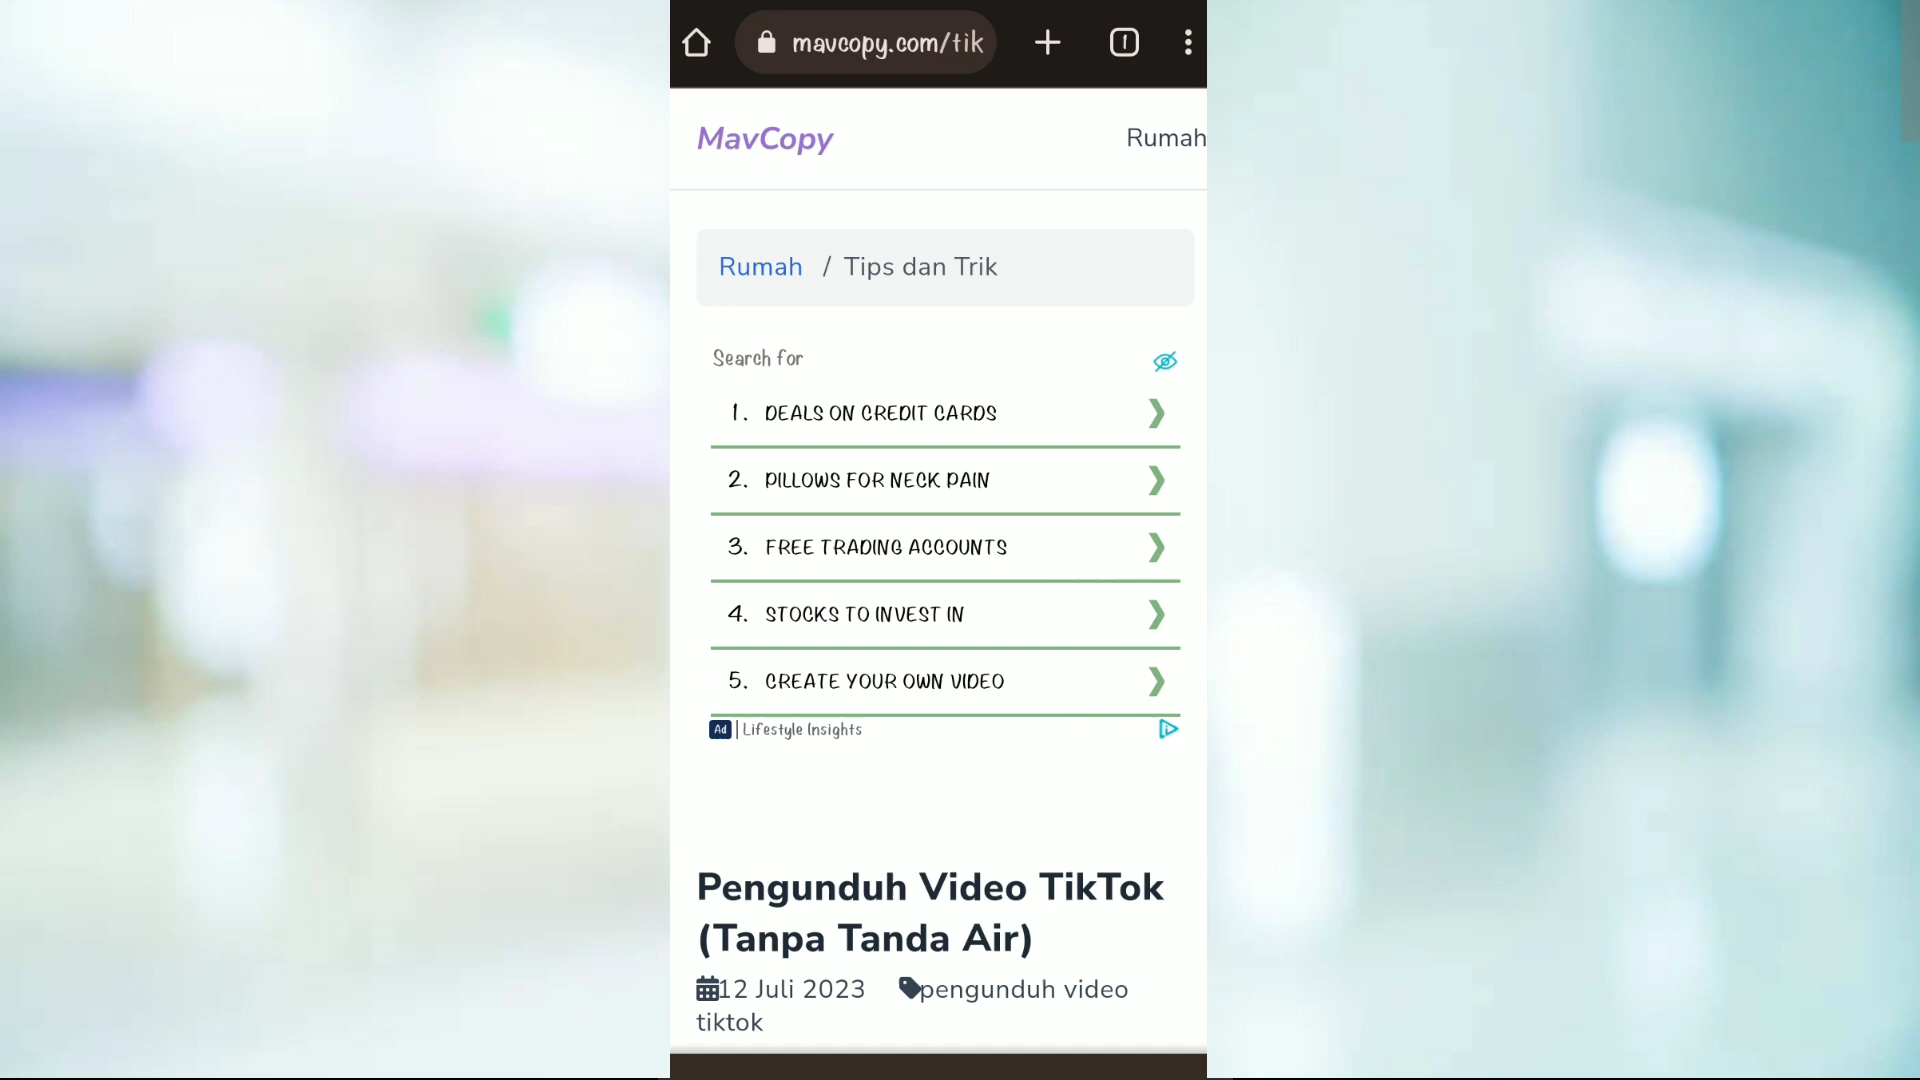 mavcopy.com/tik
1
MavCopy
Rumah
Rumah / Tips dan Trik
Search for
1. DEALS ON CREDIT CARDS
2. PILLOWS FOR NECK PAIN
3. FREE TRADING ACCOUNTS
4. STOCKS TO INVEST IN
5. CREATE YOUR OWN VIDEO
Ad | Lifestyle Insights
Pengunduh Video TikTok
(Tanpa Tanda Air)
12 Juli 2023 pengunduh video
tiktok